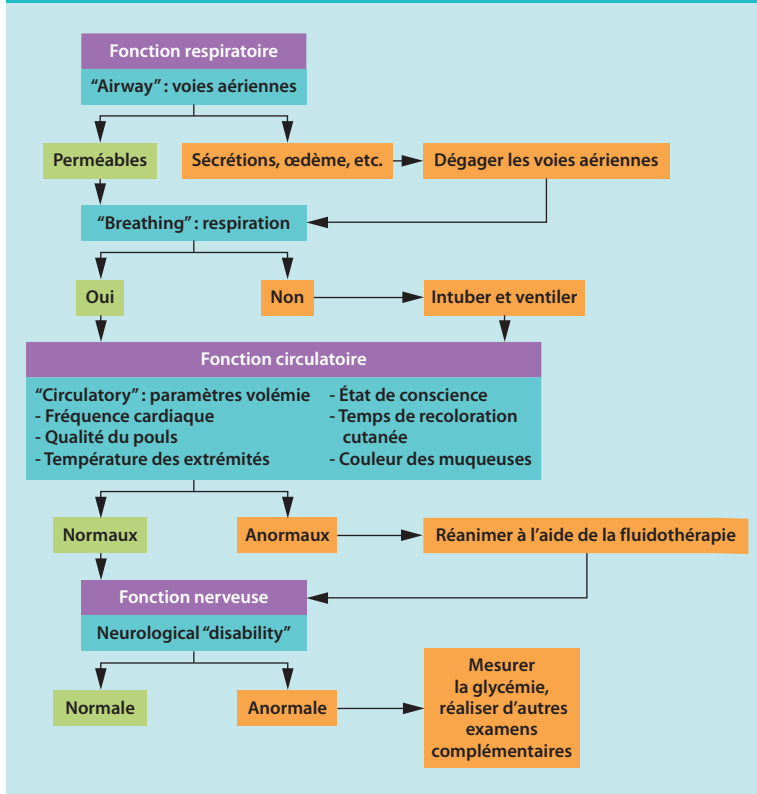 Fonction respiratoire
“Airway” : voies aériennes
Perméables
Sécrétions, œdème, etc.
Dégager les voies aériennes
“Breathing” : respiration
Oui
Non
Intuber et ventiler
Fonction circulatoire
“Circulatory” : paramètres volémie
- Fréquence cardiaque
- Qualité du pouls
- Température des extrémités
- État de conscience
- Temps de recoloration
cutanée
- Couleur des muqueuses
Normaux
Anormaux
Réanimer à l’aide de la fluidothérapie
Fonction nerveuse
Neurological “disability”
Normale
Anormale
Mesurer
la glycémie,
réaliser d’autres
examens
complémentaires